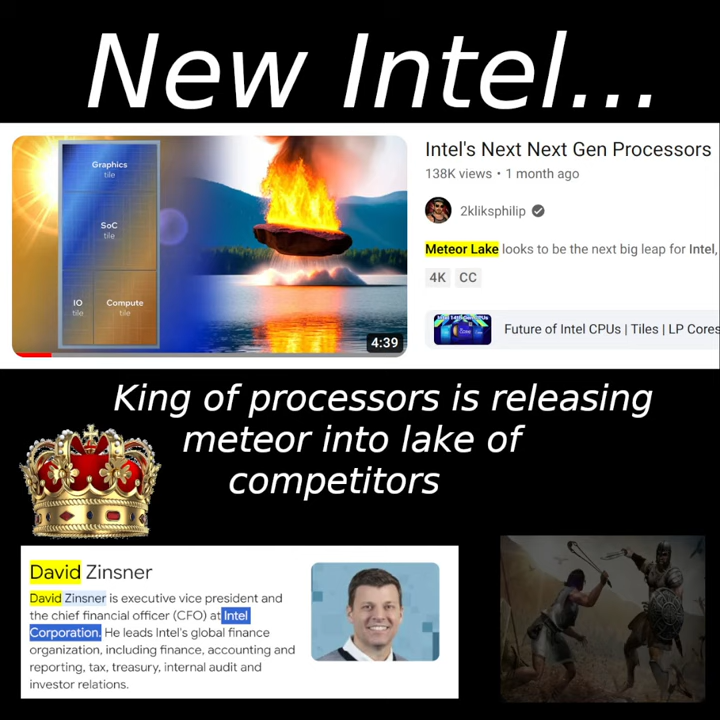 New Intel...
Graphics
tile
SoC
tile
IO
tile
Compute
tile
4:39
Intel's Next Next Gen Processors
138K views • 1 month ago
2kliksphilip
Meteor Lake looks to be the next big leap for Intel,
4K CC
Future of Intel CPUs | Tiles | LP Cores
King of processors is releasing
meteor into lake of
competitors
David Zinsner
David Zinsner is executive vice president and
the chief financial officer (CFO) at Intel
Corporation. He leads Intel's global finance
organization, including finance, accounting and
reporting, tax, treasury, internal audit and
investor relations.